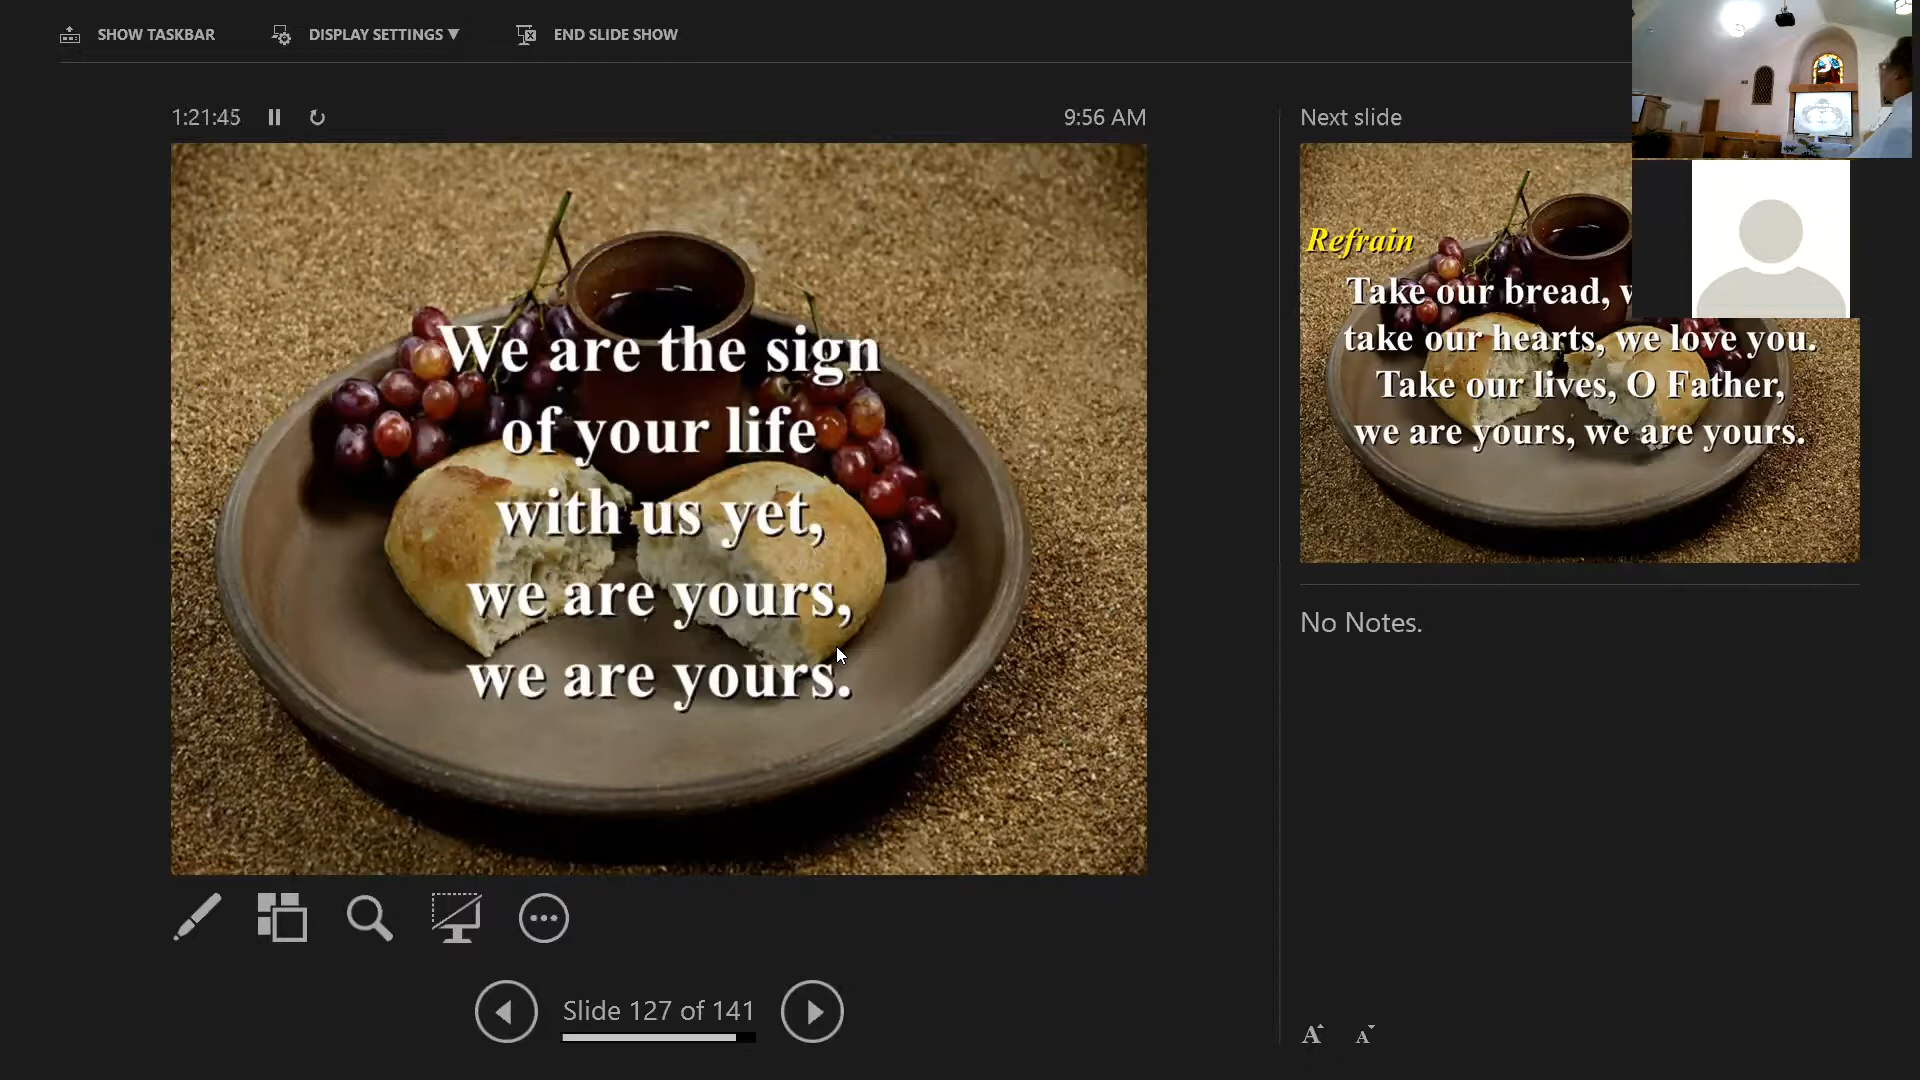 SHOW TASKBAR
DISPLAY SETTINGS ▼
END SLIDE SHOW
1:21:45
9:56 AM
We are the sign
of your life
with us yet,
we are yours,
we are yours.
Slide 127 of 141
Next slide
Refrain
Take our bread,
take our hearts, we love you.
Take our lives, O Father,
we are yours, we are yours.
No Notes.
A A